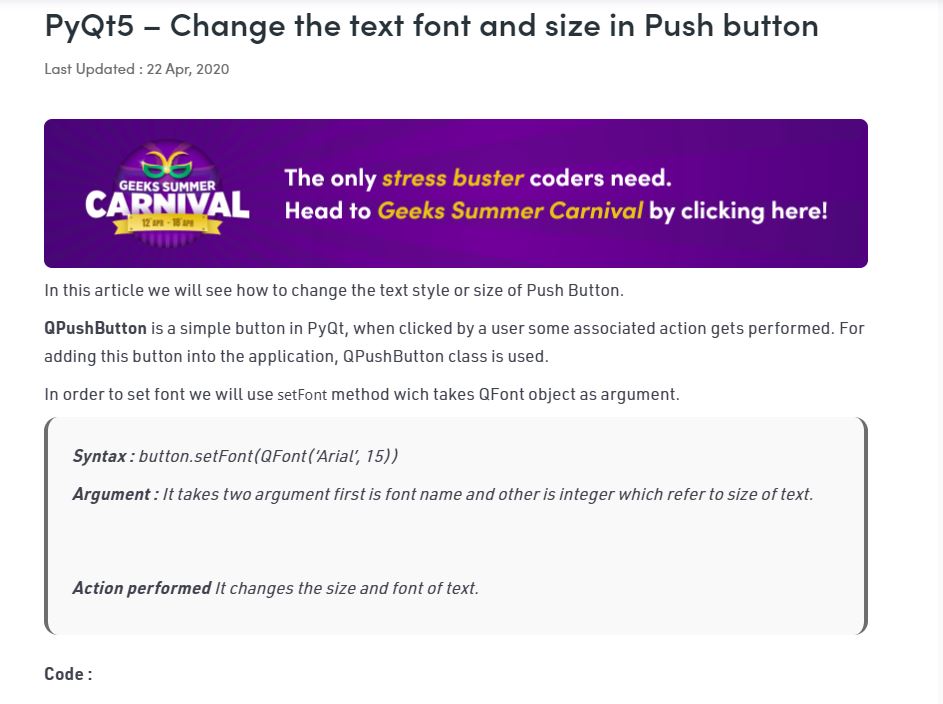 PyQt5 – Change the text font and size in Push button
Last Updated : 22 Apr, 2020
GEEKS SUMMER
CARNIVAL
12 APR - 18 APR
The only stress buster coders need.
Head to Geeks Summer Carnival by clicking here!
In this article we will see how to change the text style or size of Push Button.
QPushButton is a simple button in PyQt, when clicked by a user some associated action gets performed. For
adding this button into the application, QPushButton class is used.
In order to set font we will use setFont method wich takes QFont object as argument.
Syntax : button.setFont(QFont(‘Arial’, 15))
Argument : It takes two argument first is font name and other is integer which refer to size of text.
Action performed It changes the size and font of text.
Code :